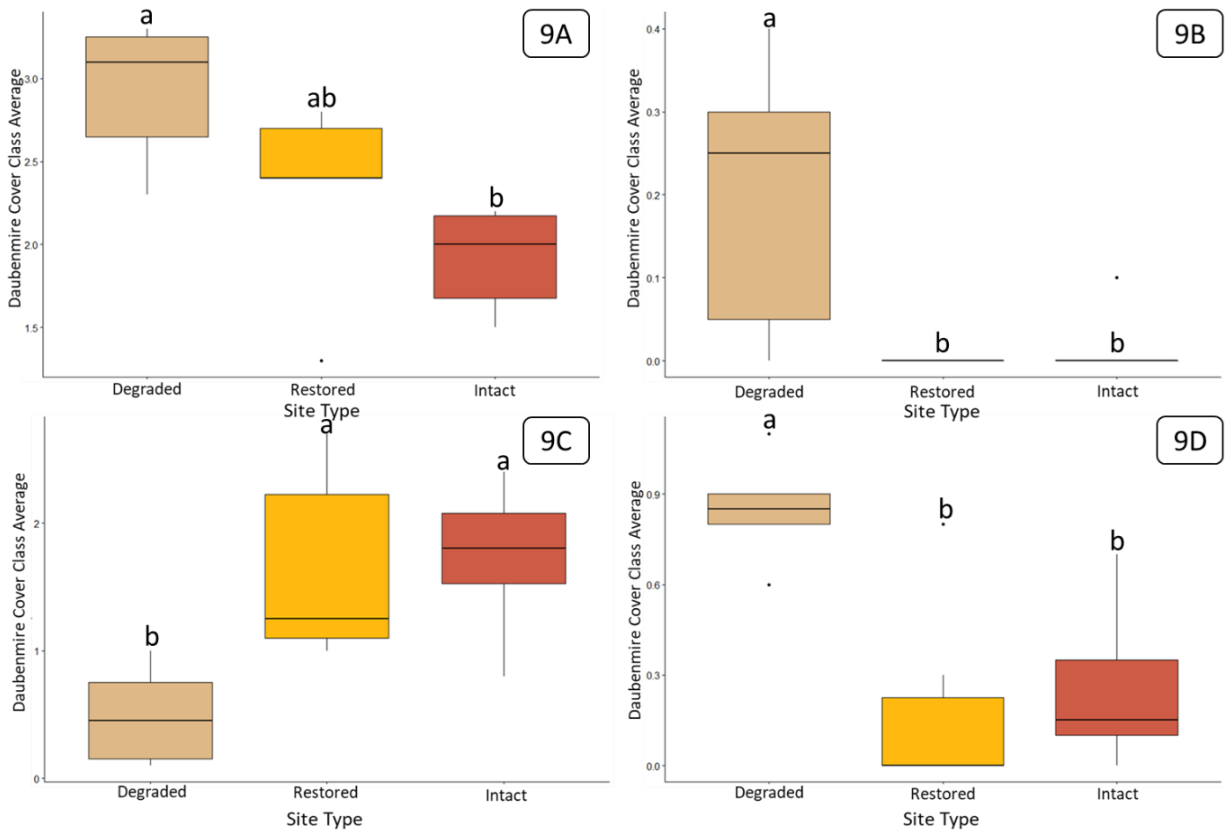 9A
a
ab
b
Daubenmire Cover Class Average
3.0
2.5
2.0
1.5
Degraded Restored Intact
Site Type
9B
a
b
b
Daubenmire Cover Class Average
0.4
0.3
0.2
0.1
0.0
Degraded Restored Intact
Site Type
9C
b
a
a
Daubenmire Cover Class Average
2
1
0
Degraded Restored Intact
Site Type
9D
a
b
b
Daubenmire Cover Class Average
0.9
0.6
0.3
0.0
Degraded Restored Intact
Site Type